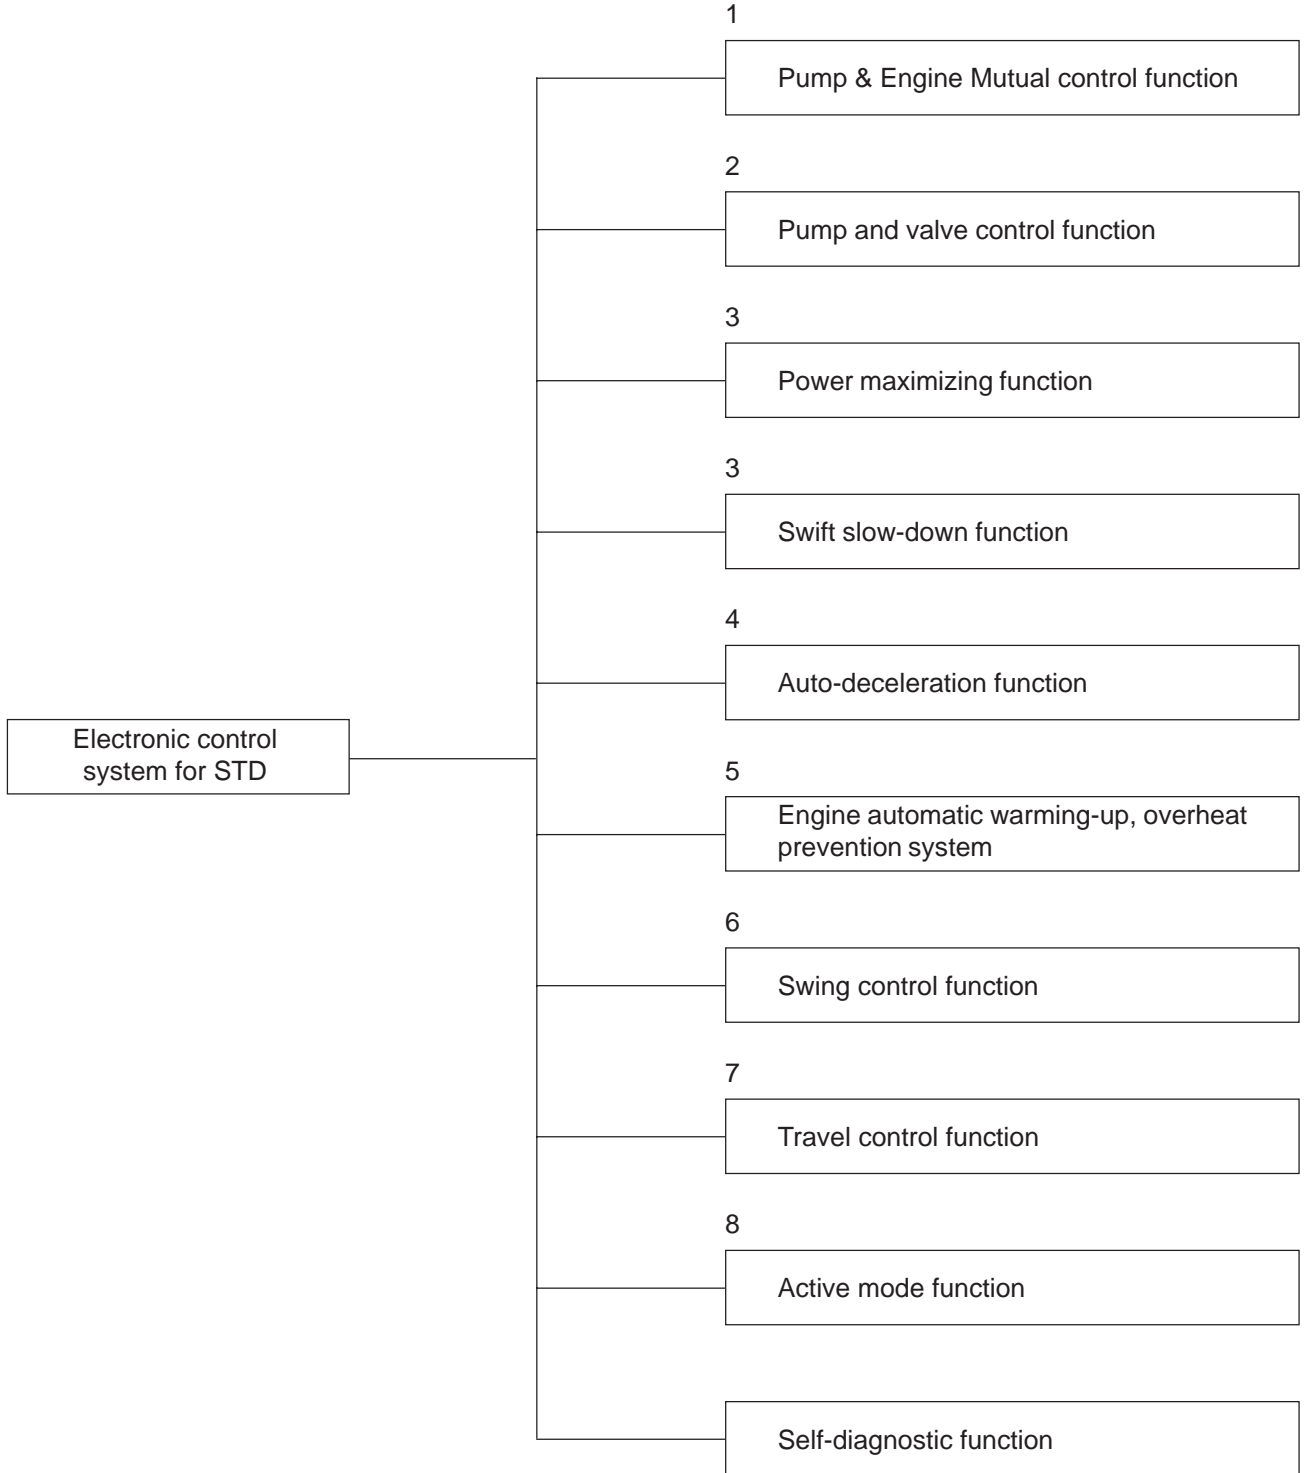 1
Pump & Engine Mutual control function
2
Pump and valve control function
3
Power maximizing function
3
Swift slow-down function
4
Auto-deceleration function
Electronic control
system for STD
5
Engine automatic warming-up, overheat
prevention system
6
Swing control function
7
Travel control function
8
Active mode function
Self-diagnostic function